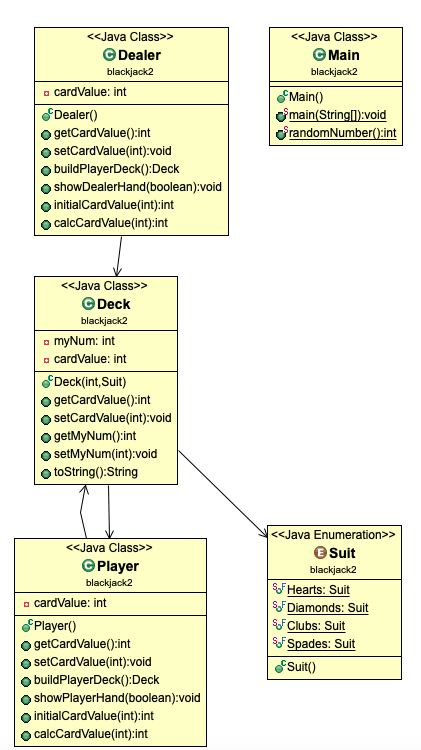 <<Java Class>>
Dealer
blackjack2
cardValue: int
Dealer()
getCardValue():int
setCardValue(int):void
buildPlayerDeck():Deck
showDealerHand(boolean):void
initialCardValue(int):int
calcCardValue(int):int
<<Java Class>>
Main
blackjack2
Main()
main(String[]):void
randomNumber():int
<<Java Class>>
Deck
blackjack2
myNum: int
cardValue: int
Deck(int,Suit)
getCardValue():int
setCardValue(int):void
getMyNum():int
setMyNum(int):void
toString():String
<<Java Class>>
Player
blackjack2
cardValue: int
Player()
getCardValue():int
setCardValue(int):void
buildPlayerDeck():Deck
showPlayerHand(boolean):void
initialCardValue(int):int
calcCardValue(int):int
<<Java Enumeration>>
Suit
blackjack2
Hearts: Suit
Diamonds: Suit
Clubs: Suit
Spades: Suit
Suit()